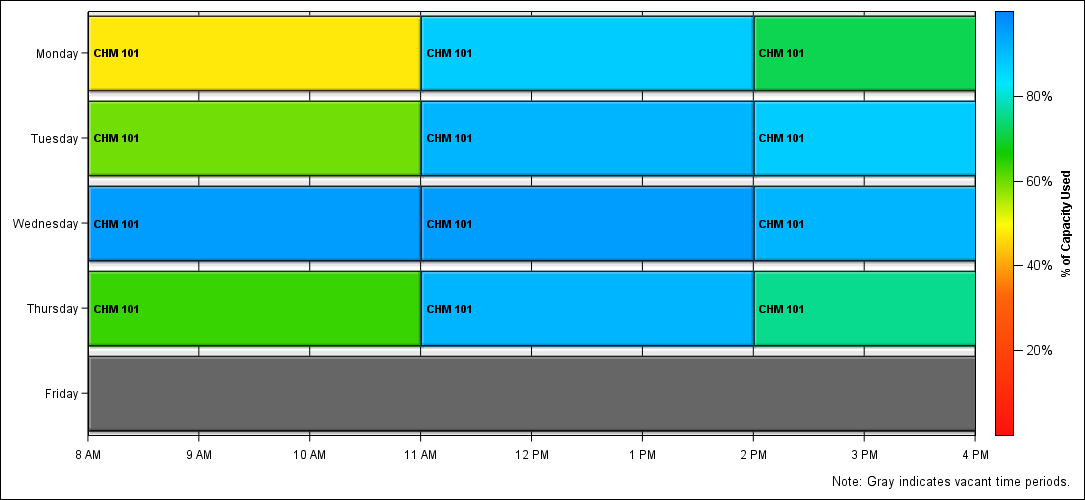 Monday
CHM 101
CHM 101
CHM 101
Tuesday
CHM 101
CHM 101
CHM 101
Wednesday
CHM 101
CHM 101
CHM 101
Thursday
CHM 101
CHM 101
CHM 101
Friday
8 AM
9 AM
10 AM
11 AM
12 PM
1 PM
2 PM
3 PM
4 PM
80%
60%
40%
20%
% of Capacity Used
Note: Gray indicates vacant time periods.